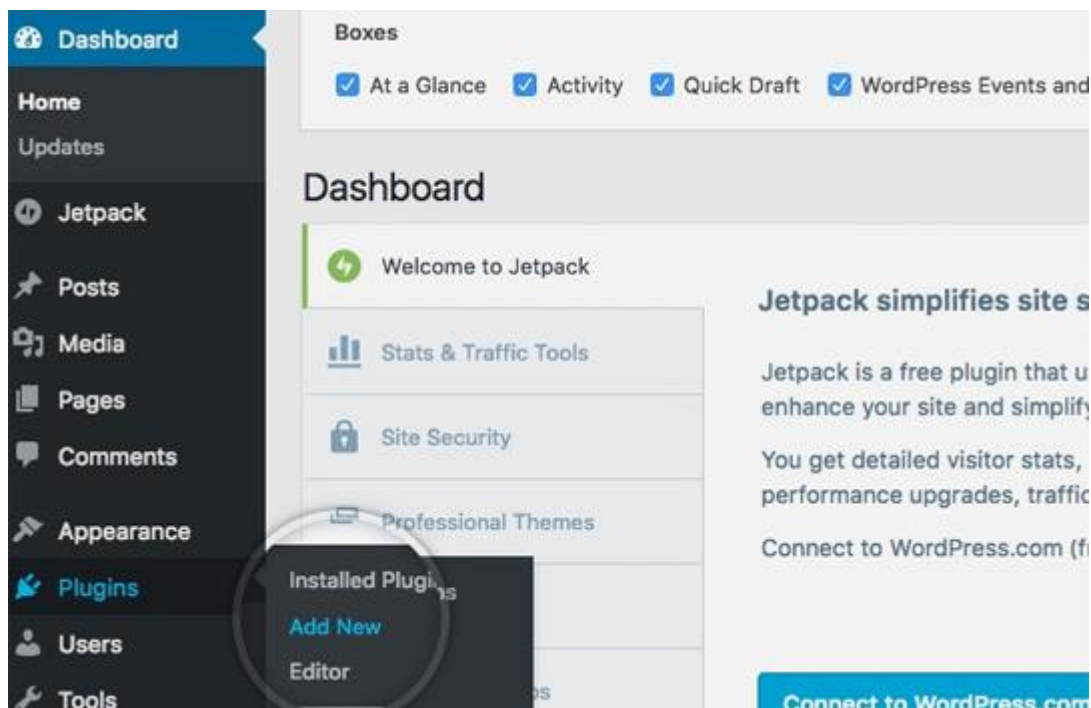 Dashboard
Home
Updates
Jetpack
Posts
Media
Pages
Comments
Appearance
Plugins
Users
Tools
Installed Plugins
Add New
Editor
Boxes
At a Glance Activity Quick Draft WordPress Events and
Dashboard
Welcome to Jetpack
Stats & Traffic Tools
Site Security
Professional Themes
Jetpack simplifies site
Jetpack is a free plugin that
enhance your site and simplify
You get detailed visitor stats,
performance upgrades, traffic
Connect to WordPress.com
Connect to WordPress.com